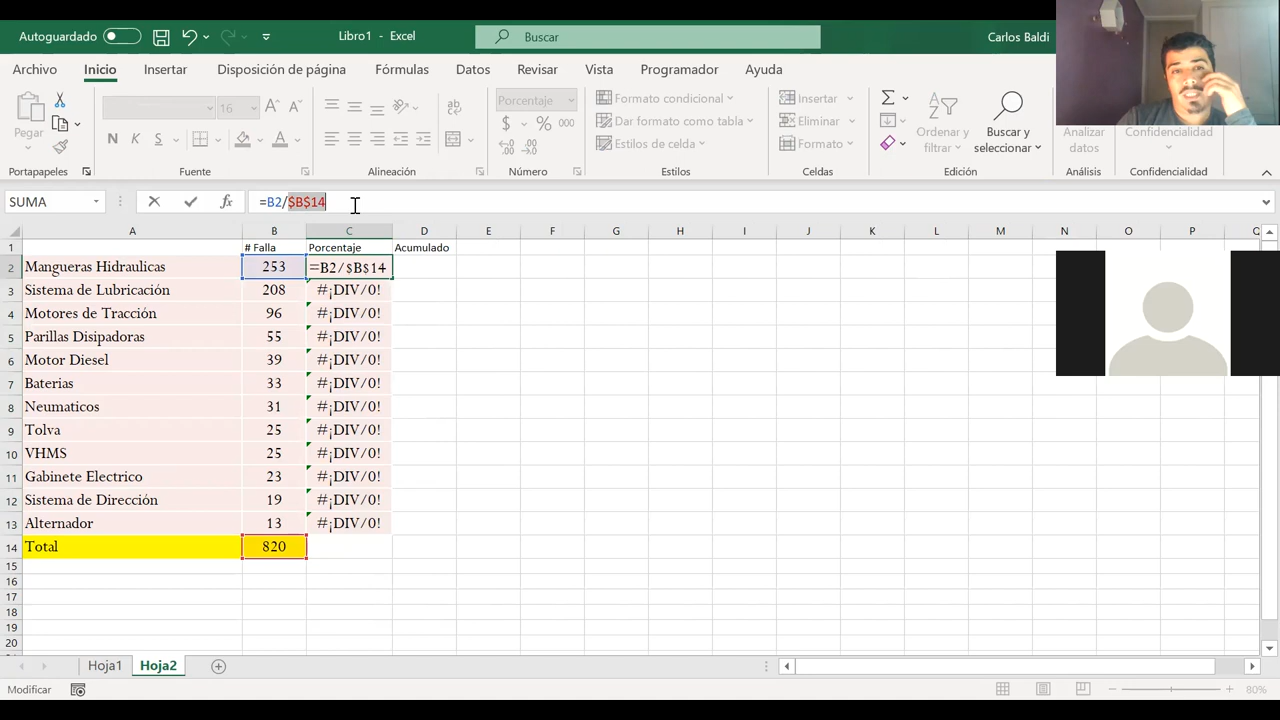 Autoguardado Libro1 - Excel Buscar Carlos Baldi
Archivo Inicio Insertar Disposición de página Fórmulas Datos Revisar Vista Programador Ayuda
Pegar
16 A A
N K S A
ab
Porcentaje
$ % 000
Formato condicional
Dar formato como tabla
Estilos de celda
Insertar
Eliminar
Formato
Ordenar y filtrar
Buscar y seleccionar
Analizar datos
Confidencialidad
Portapapeles Fuente Alineación Número Estilos Celdas Edición Análisis Confidencialidad
SUMA fx =B2/$B$14
A B C D E F G H I J K L M N O P Q
1 # Falla Porcentaje Acumulado
2 Mangueras Hidraulicas 253 =B2/$B$14
3 Sistema de Lubricación 208 #¡DIV/0!
4 Motores de Tracción 96 #¡DIV/0!
5 Parillas Disipadoras 55 #¡DIV/0!
6 Motor Diesel 39 #¡DIV/0!
7 Baterias 33 #¡DIV/0!
8 Neumaticos 31 #¡DIV/0!
9 Tolva 25 #¡DIV/0!
10 VHMS 25 #¡DIV/0!
11 Gabinete Electrico 23 #¡DIV/0!
12 Sistema de Dirección 19 #¡DIV/0!
13 Alternador 13 #¡DIV/0!
14 Total 820
15
16
17
18
19
20
Hoja1 Hoja2
Modificar 80%